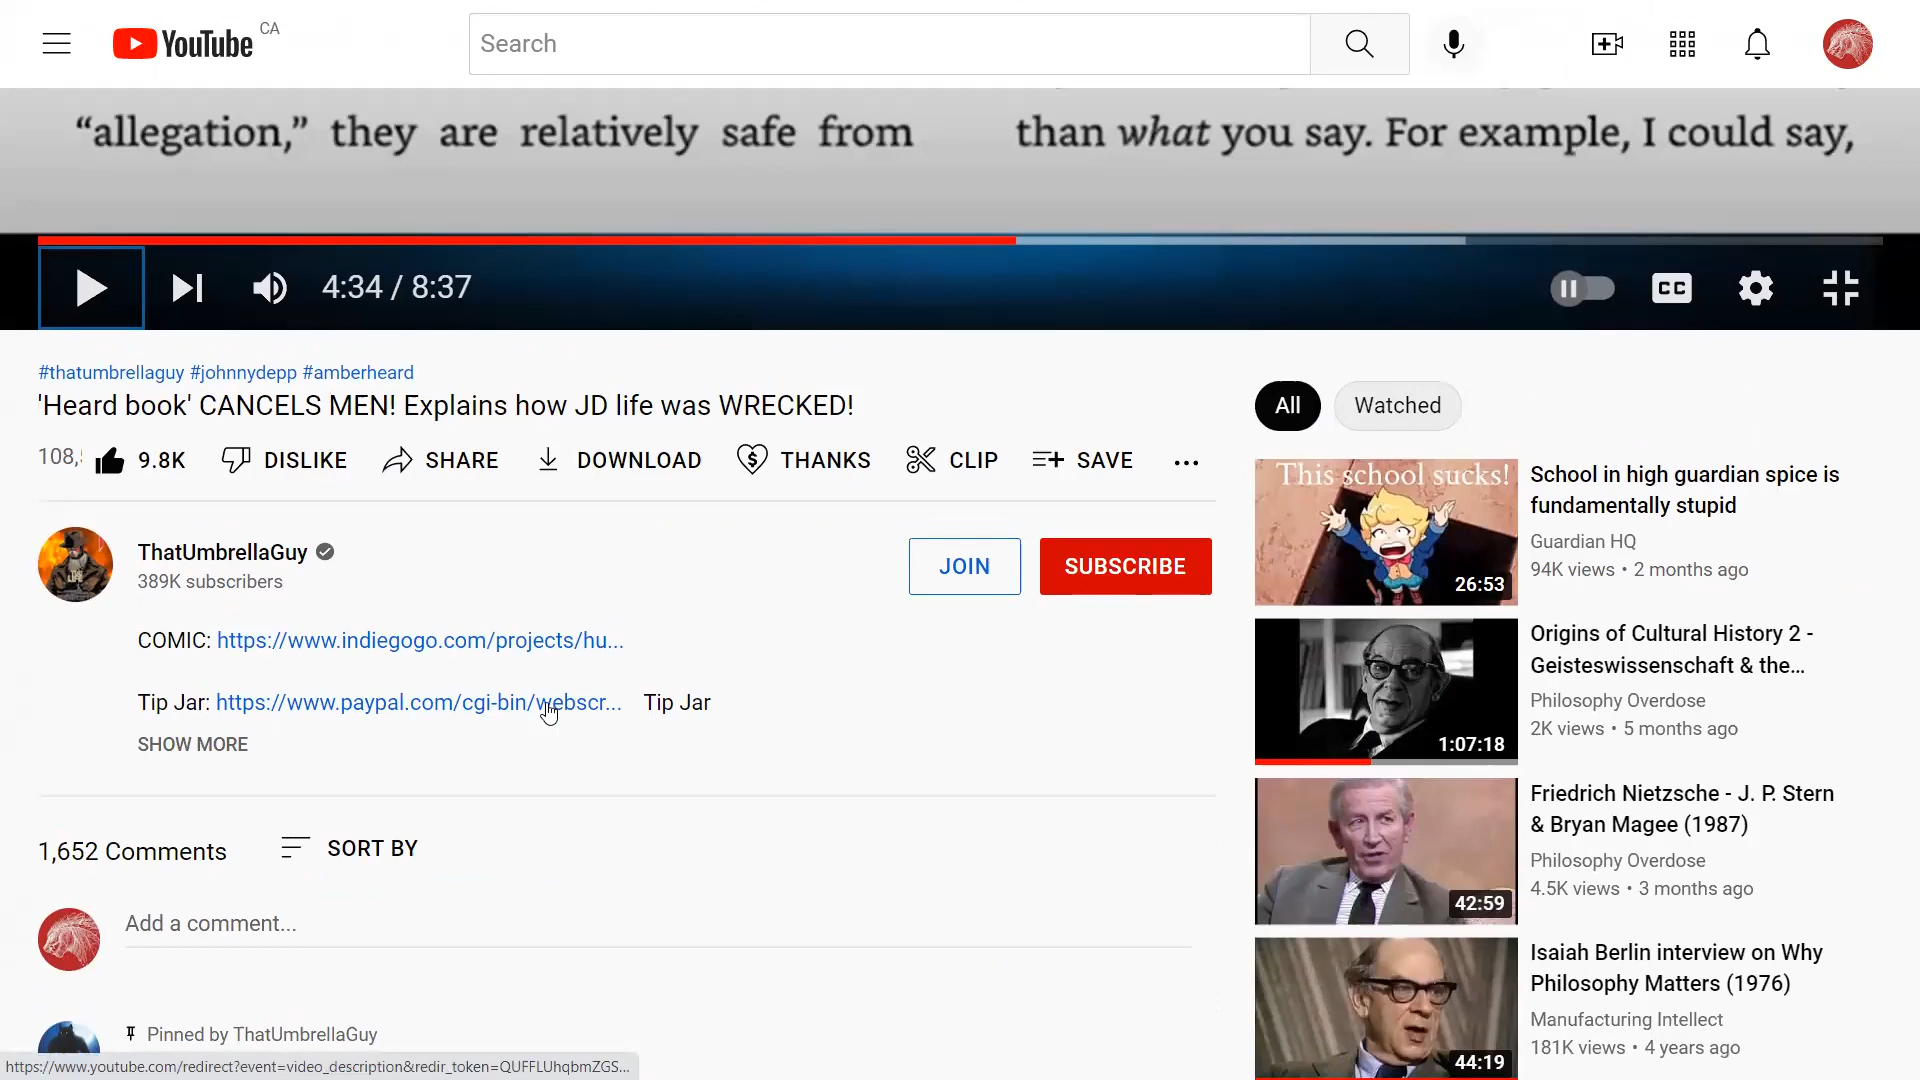 YouTube CA
Search
“allegation,” they are relatively safe from
than what you say. For example, I could say,
4:34 / 8:37
CC
#thatumbrellaguy #johnnydepp #amberheard
'Heard book' CANCELS MEN! Explains how JD life was WRECKED!
108, 9.8K DISLIKE SHARE DOWNLOAD THANKS CLIP SAVE
ThatUmbrellaGuy
389K subscribers
JOIN
SUBSCRIBE
COMIC: https://www.indiegogo.com/projects/hu...
Tip Jar: https://www.paypal.com/cgi-bin/webscr... Tip Jar
SHOW MORE
1,652 Comments SORT BY
Add a comment...
Pinned by ThatUmbrellaGuy
https://www.youtube.com/redirect?event=video_description&redir_token=QUFFLUhqbmZGS...
All Watched
This school sucks!
26:53
School in high guardian spice is
fundamentally stupid
Guardian HQ
94K views • 2 months ago
1:07:18
Origins of Cultural History 2 -
Geisteswissenschaft & the...
Philosophy Overdose
2K views • 5 months ago
42:59
Friedrich Nietzsche - J. P. Stern
& Bryan Magee (1987)
Philosophy Overdose
4.5K views • 3 months ago
44:19
Isaiah Berlin interview on Why
Philosophy Matters (1976)
Manufacturing Intellect
181K views • 4 years ago